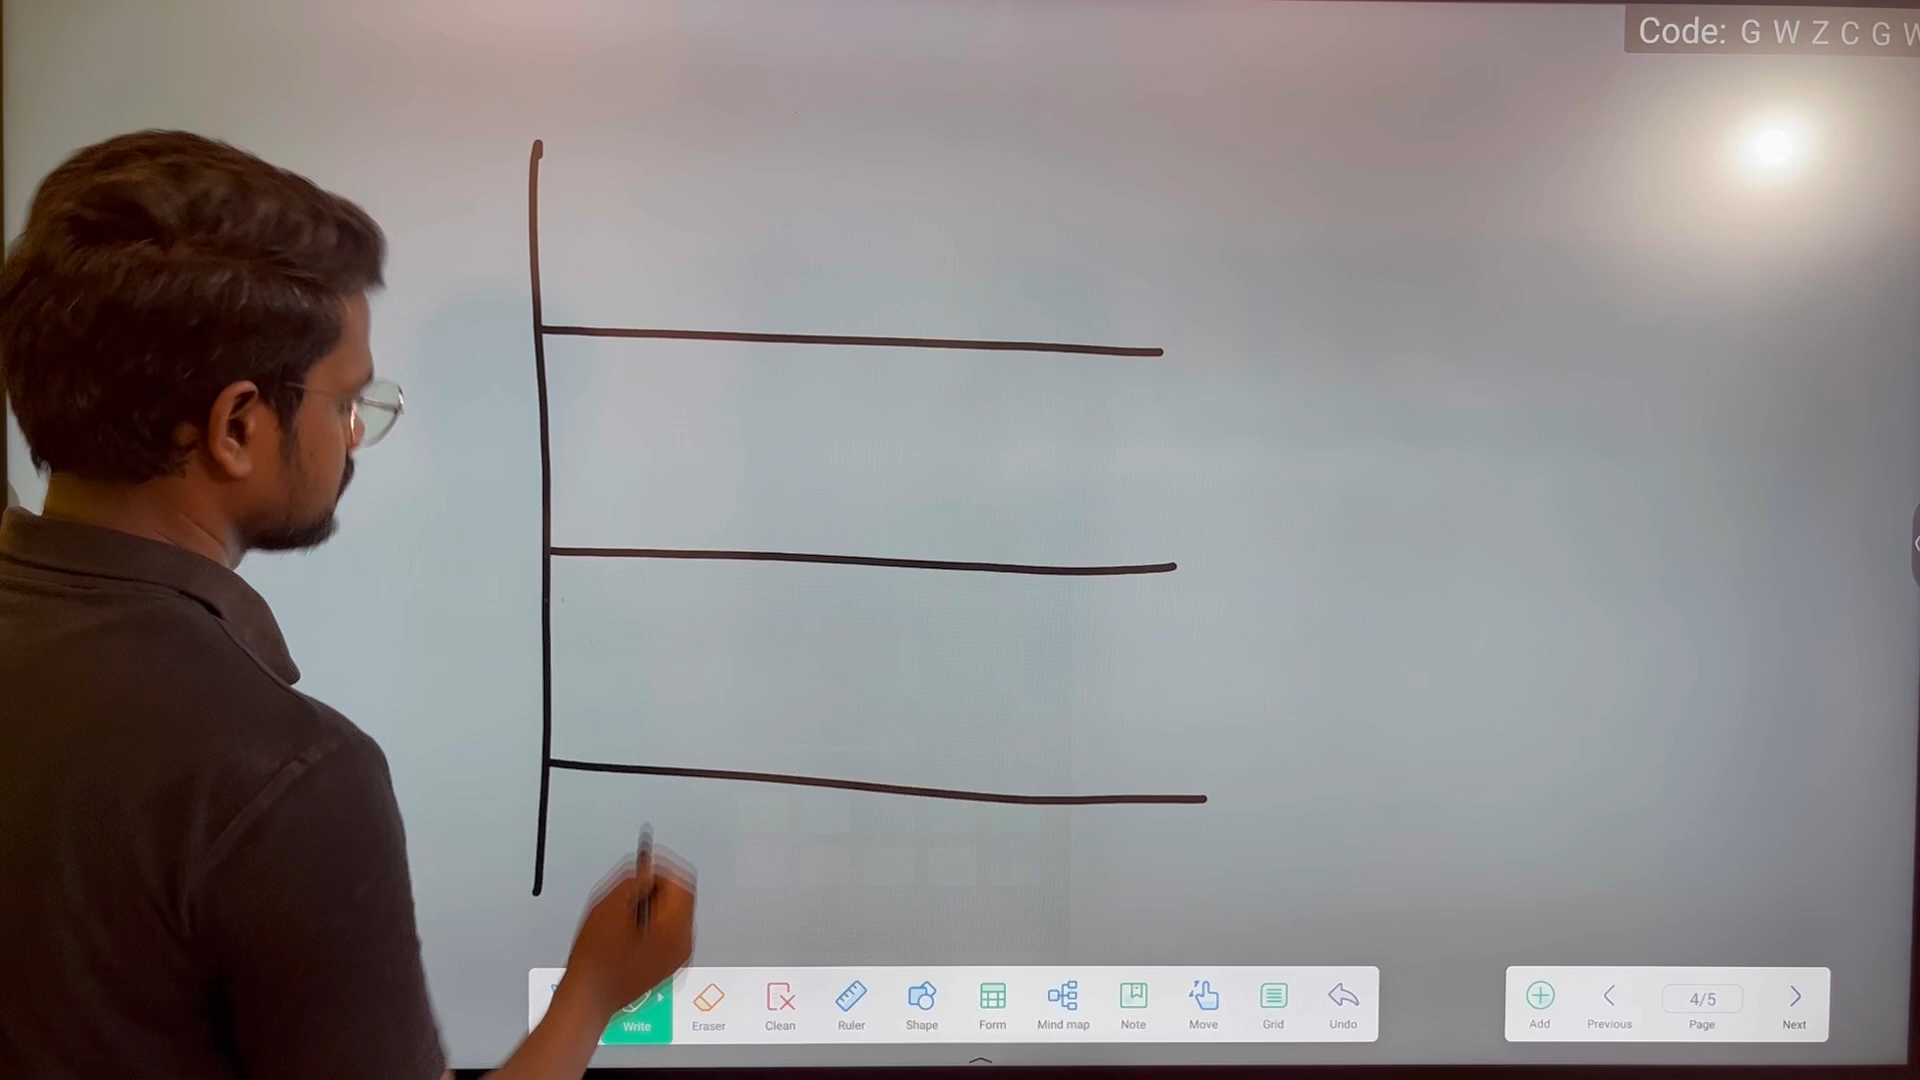 Code: G W Z C G W
Write Eraser Clean Ruler Shape Form Mind map Note Move Grid Undo
Add Previous 4/5 Page Next